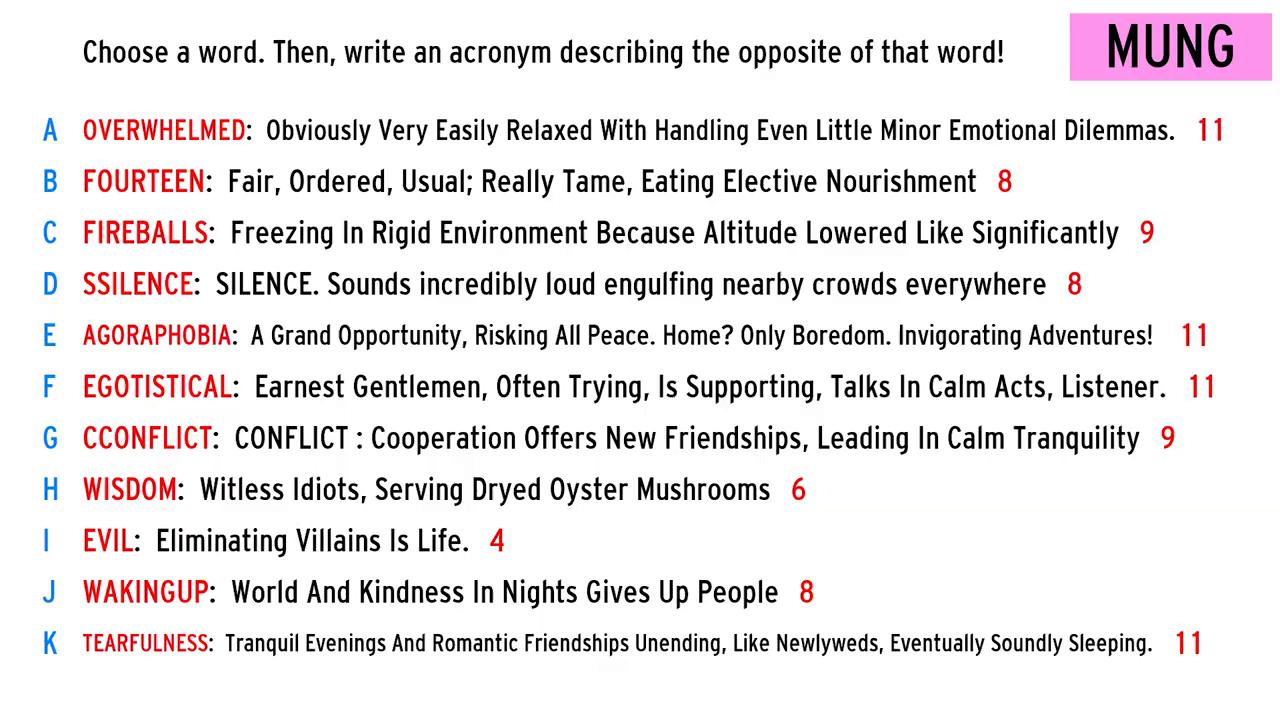 Choose a word. Then, write an acronym describing the opposite of that word!
MUNG
A OVERWHELMED: Obviously Very Easily Relaxed With Handling Even Little Minor Emotional Dilemmas. 11
B FOURTEEN: Fair, Ordered, Usual; Really Tame, Eating Elective Nourishment 8
C FIREBALLS: Freezing In Rigid Environment Because Altitude Lowered Like Significantly 9
D SSILENCE: SILENCE. Sounds incredibly loud engulfing nearby crowds everywhere 8
E AGORAPHOBIA: A Grand Opportunity, Risking All Peace. Home? Only Boredom. Invigorating Adventures! 11
F EGOTISTICAL: Earnest Gentlemen, Often Trying, Is Supporting, Talks In Calm Acts, Listener. 11
G CCONFLICT: CONFLICT : Cooperation Offers New Friendships, Leading In Calm Tranquility 9
H WISDOM: Witless Idiots, Serving Dryed Oyster Mushrooms 6
I EVIL: Eliminating Villains Is Life. 4
J WAKINGUP: World And Kindness In Nights Gives Up People 8
K TEARFULNESS: Tranquil Evenings And Romantic Friendships Unending, Like Newlyweds, Eventually Soundly Sleeping. 11